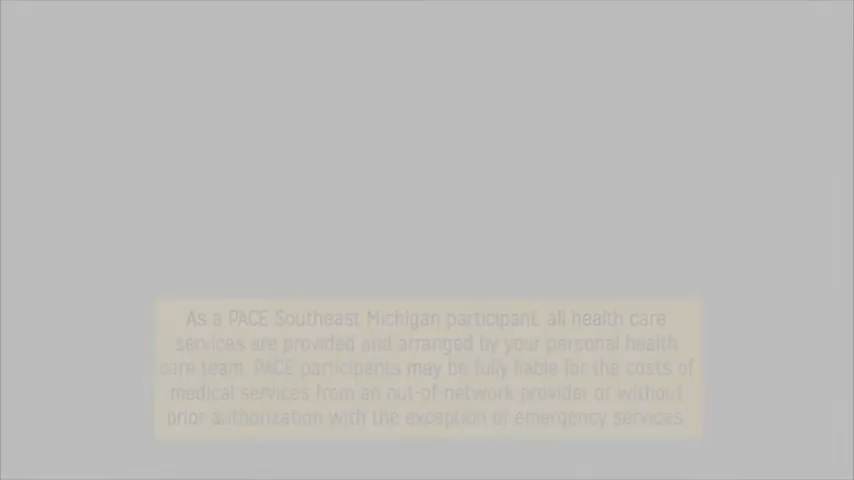 As a PACE Southeast Michigan participant, all health care
services are provided and arranged by your personal health
care team. PACE participants may be fully liable for the costs of
medical services from an out-of-network provider or without
prior authorization with the exception of emergency services.